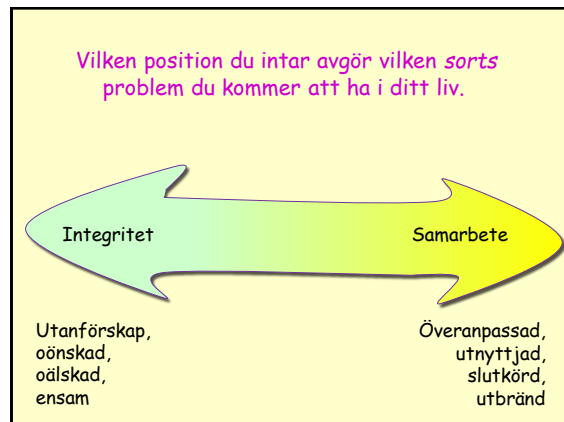 Vilken position du intar avgör vilken sorts
problem du kommer att ha i ditt liv.
Integritet
Samarbete
Utanförskap,
oönskad,
oälskad,
ensam
Överanpassad,
utnyttjad,
slutkörd,
utbränd